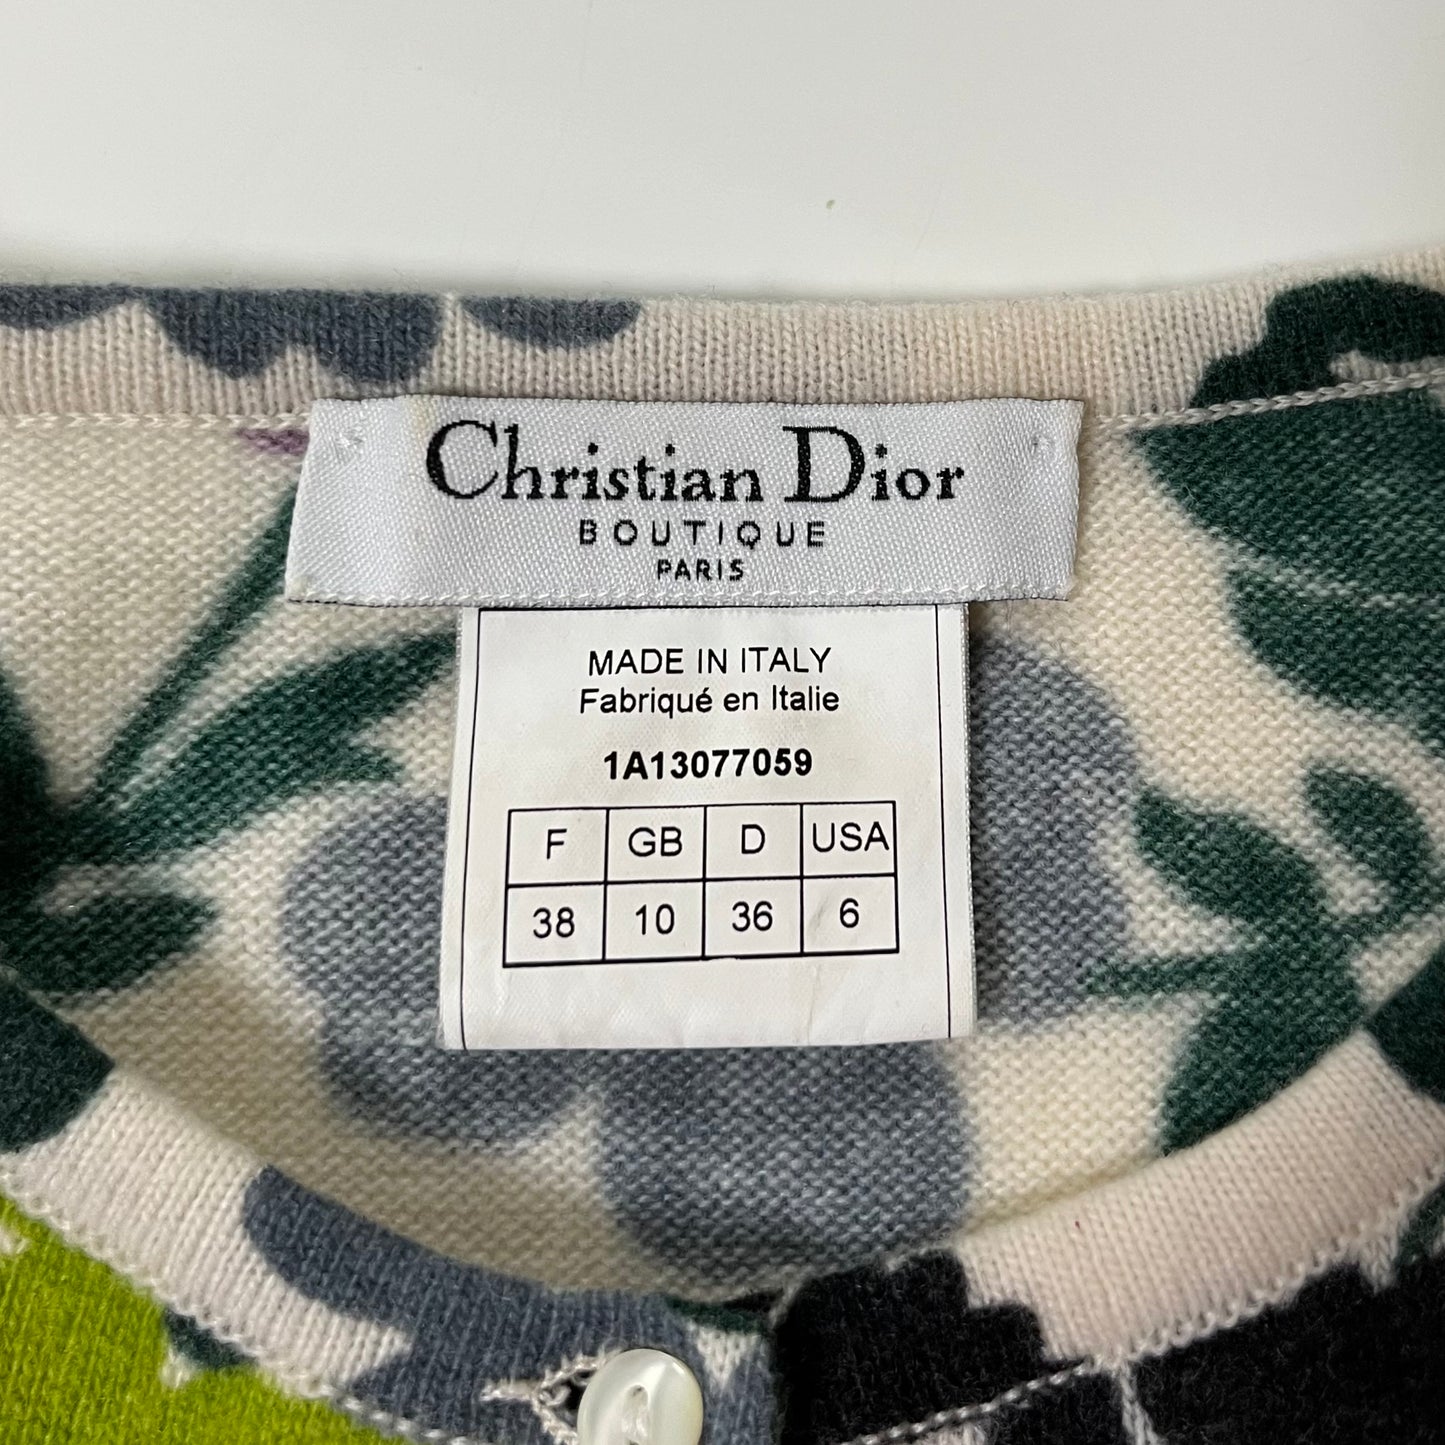 Christian Dior
BOUTIQUE
PARIS
MADE IN ITALY
Fabriqué en Italie
1A13077059
F GB D USA
38 10 36 6